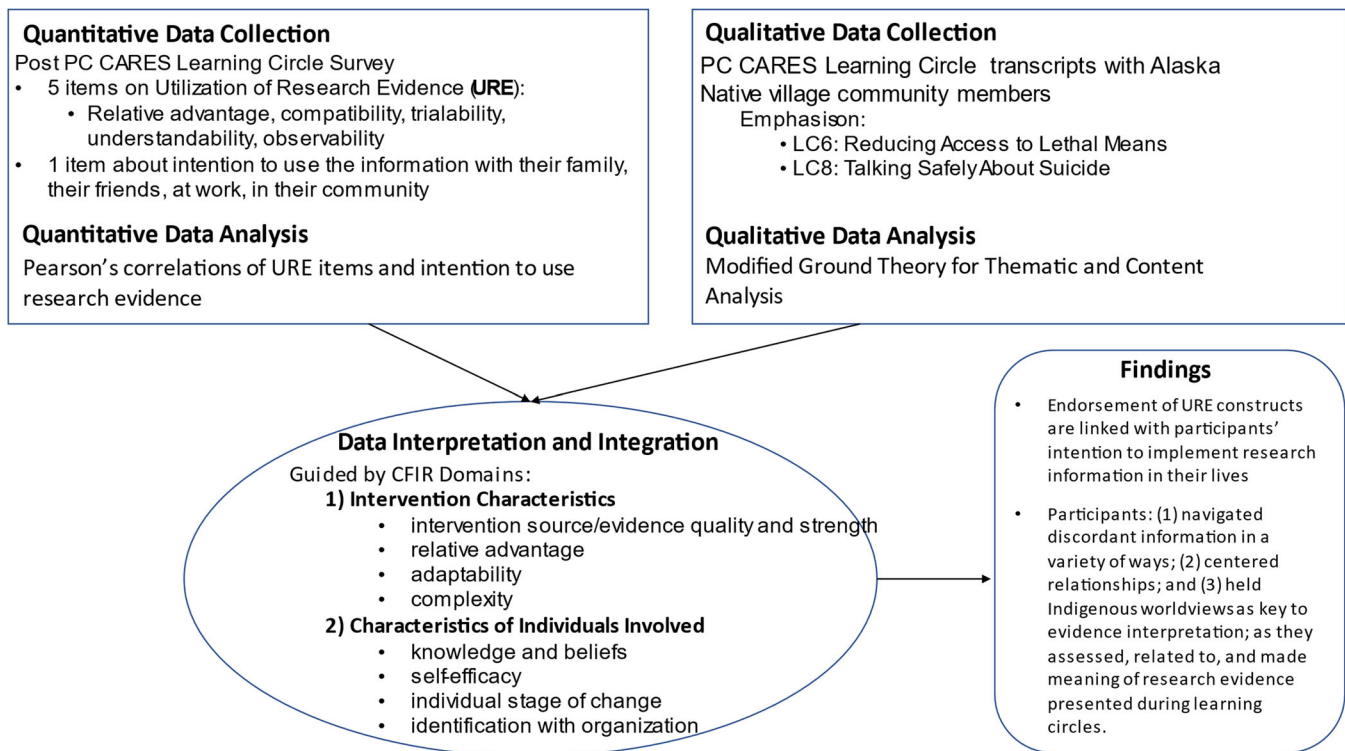 Quantitative Data Collection
Post PC CARES Learning Circle Survey
• 5 items on Utilization of Research Evidence (URE):
• Relative advantage, compatibility, trialability,
understandability, observability
• 1 item about intention to use the information with their family,
their friends, at work, in their community
Quantitative Data Analysis
Pearson's correlations of URE items and intention to use
research evidence
Qualitative Data Collection
PC CARES Learning Circle transcripts with Alaska
Native village community members
Emphasison:
• LC6: Reducing Access to Lethal Means
• LC8: Talking Safely About Suicide
Qualitative Data Analysis
Modified Ground Theory for Thematic and Content
Analysis
Data Interpretation and Integration
Guided by CFIR Domains:
1) Intervention Characteristics
• intervention source/evidence quality and strength
• relative advantage
• adaptability
• complexity
2) Characteristics of Individuals Involved
• knowledge and beliefs
• self-efficacy
• individual stage of change
• identification with organization
Findings
• Endorsement of URE constructs
are linked with participants'
intention to implement research
information in their lives
• Participants: (1) navigated
discordant information in a
variety of ways; (2) centered
relationships; and (3) held
Indigenous worldviews as key to
evidence interpretation; as they
assessed, related to, and made
meaning of research evidence
presented during learning
circles.